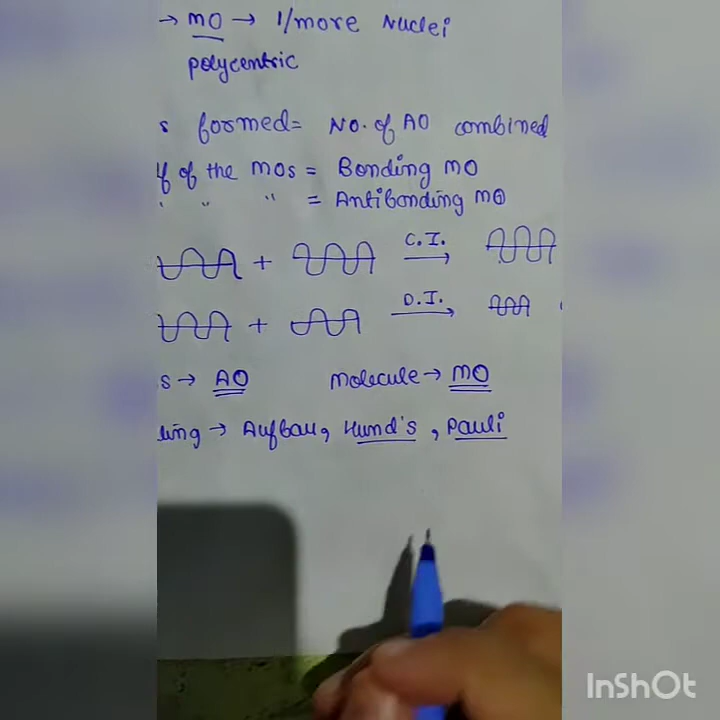 → MO → 1/more Nuclei
polycentric
s formed = No. of AO combined
f of the MOs = Bonding MO
" " = Antibonding MO
+ C.I. →
+ D.I. →
s → AO Molecule → MO
ling → Aufbau, Hund's, Pauli
InShOt